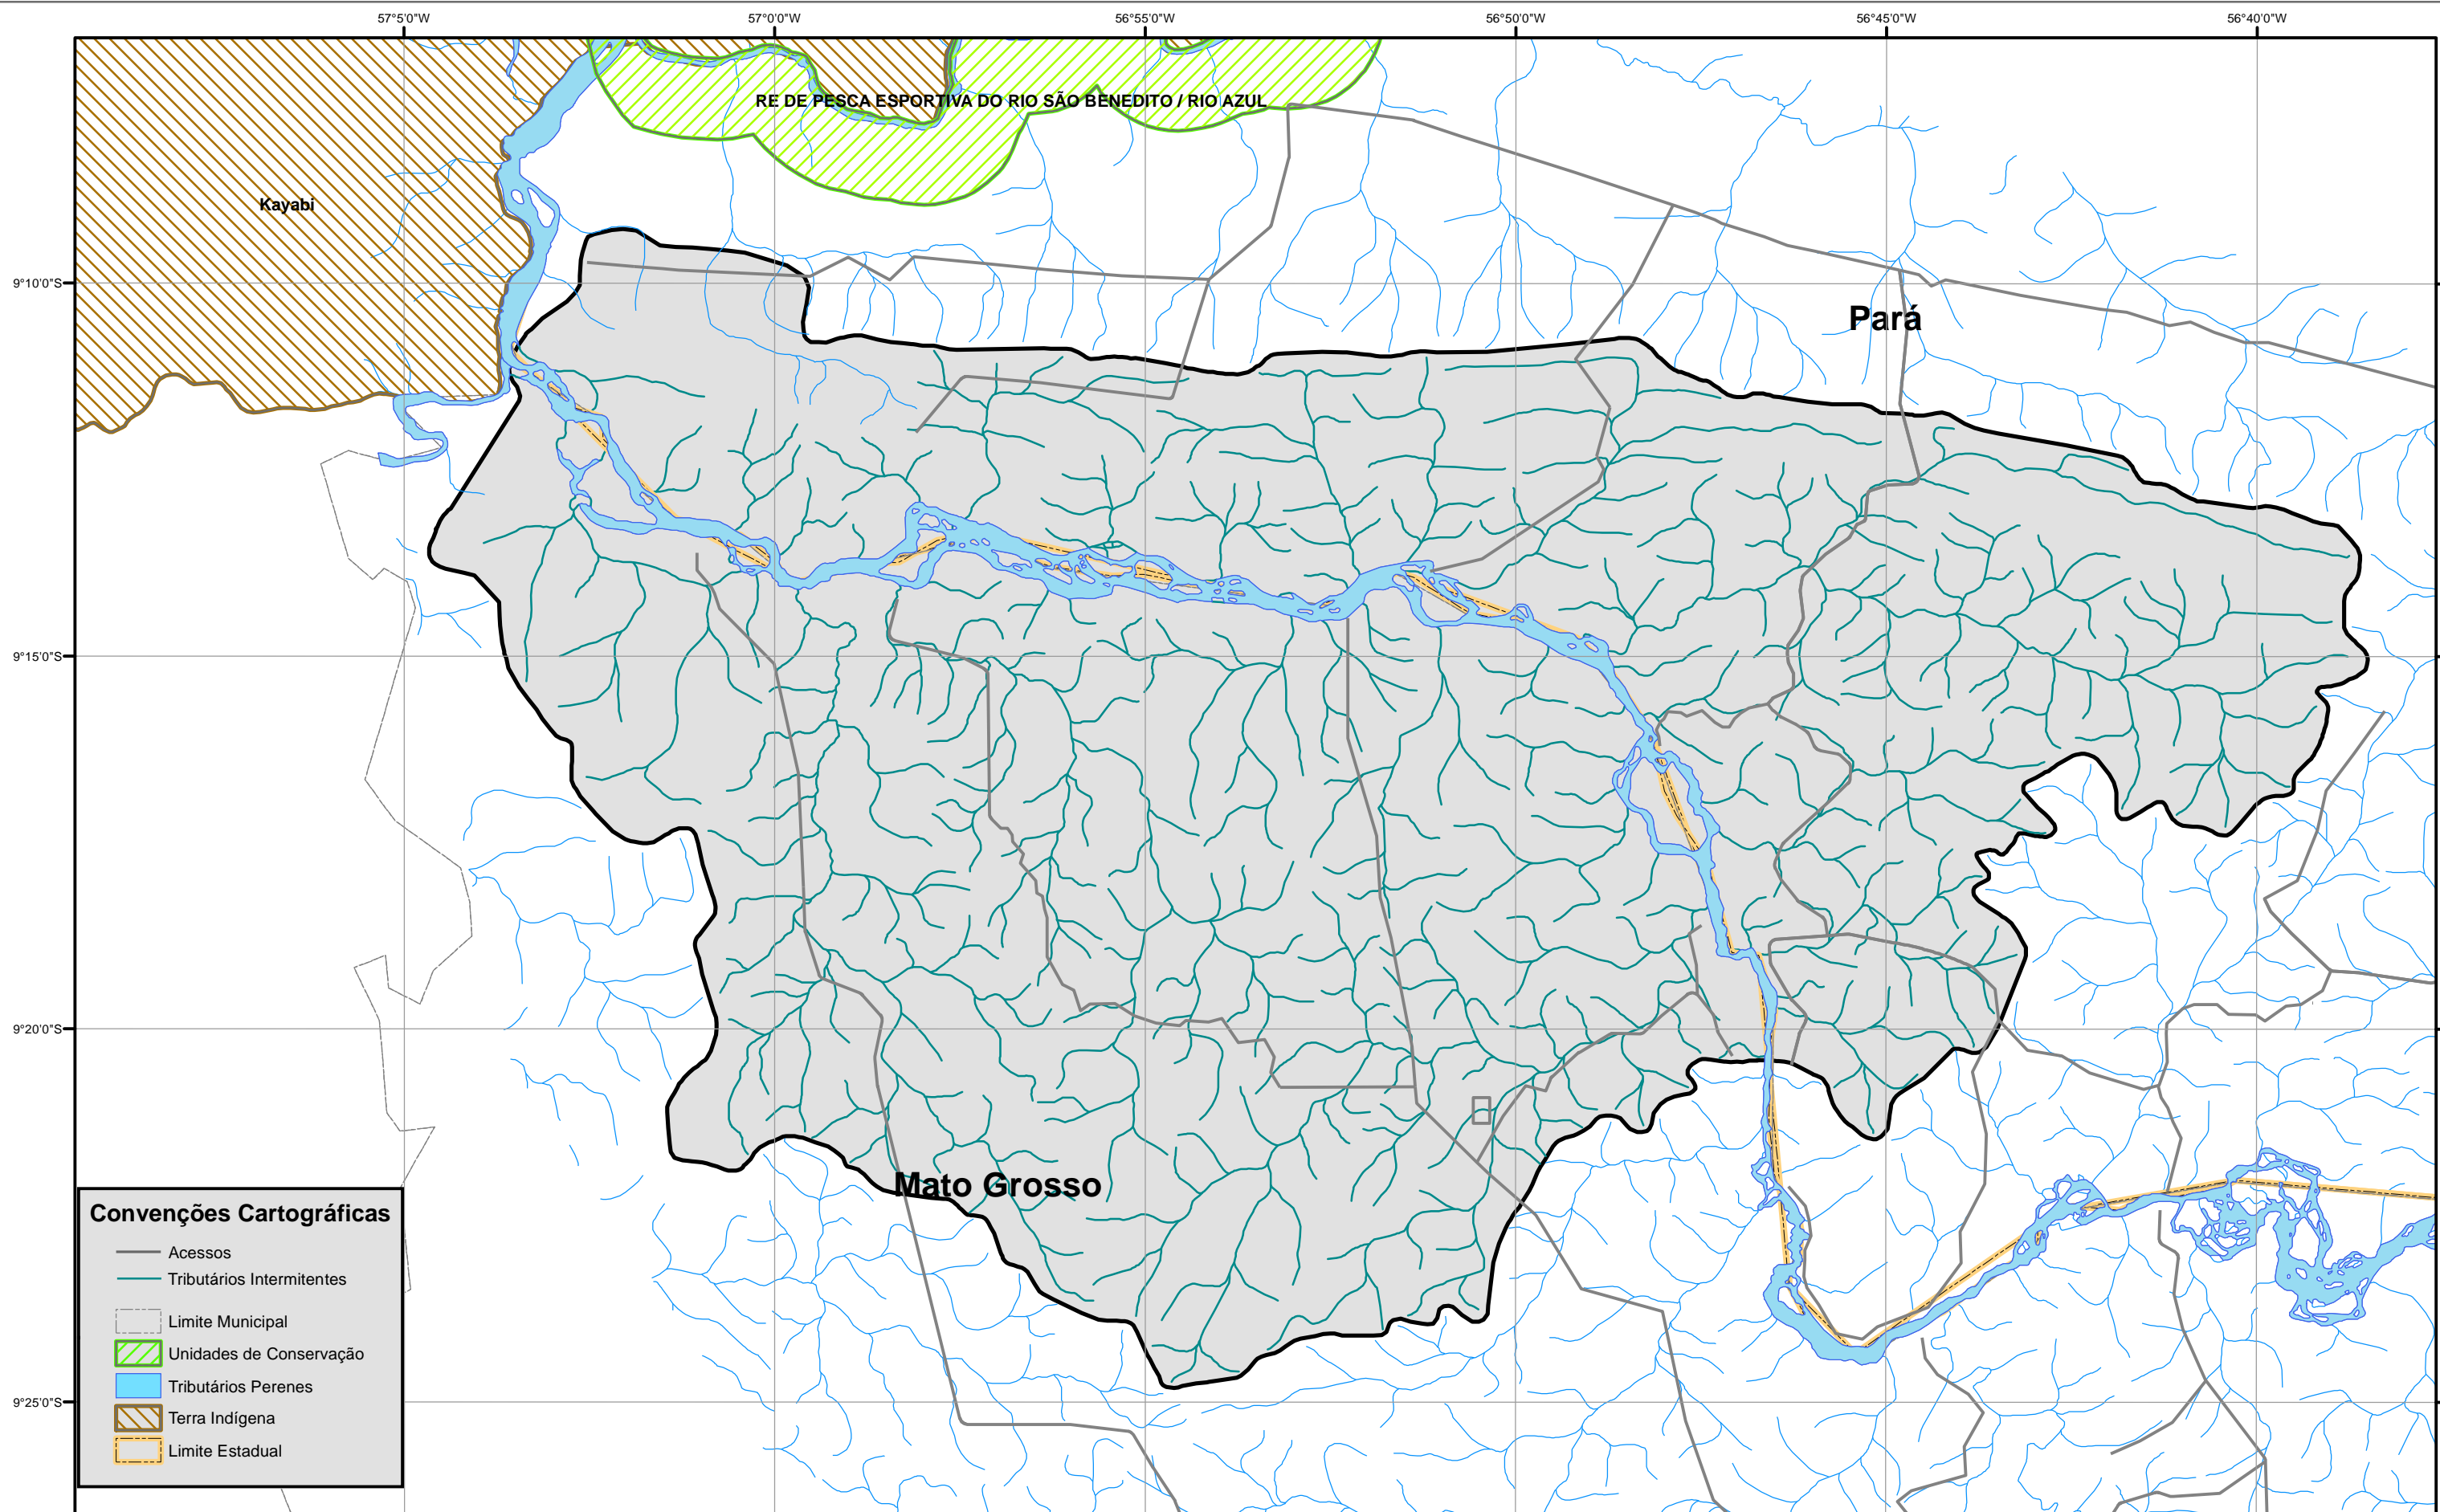 57°5'0"W
57°0'0"W
56°55'0"W
56°50'0"W
56°45'0"W
56°40'0"W
RE DE PESCA ESPORTIVA DO RIO SÃO BENEDITO / RIO AZUL
Kayabi
9°10'0"S
Pará
9°15'0"S
9°20'0"S
Mato Grosso
Convenções Cartográficas
Acessos
Tributários Intermitentes
Limite Municipal
Unidades de Conservação
Tributários Perenes
Terra Indígena
Limite Estadual
9°25'0"S